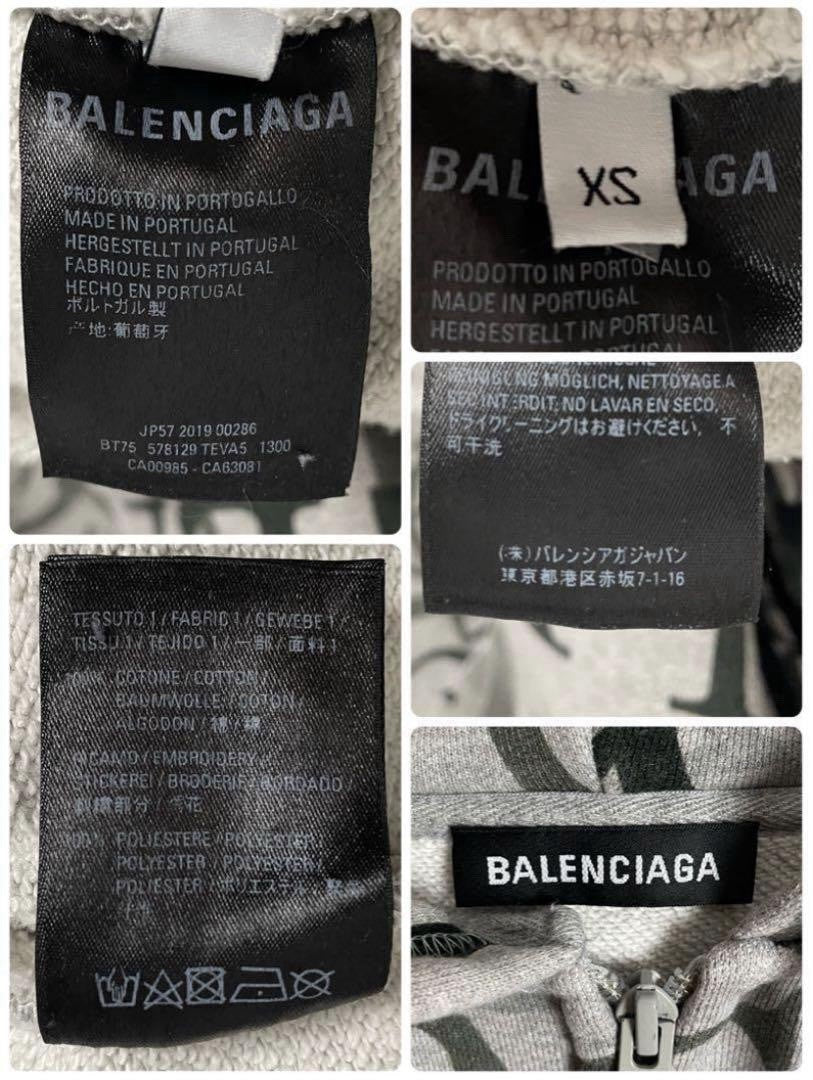 BALENCIAGA
PRODOTTO IN PORTOGALLO
MADE IN PORTUGAL
HERGESTELLT IN PORTUGAL
FABRIQUE EN PORTUGAL
HECHO EN PORTUGAL
ポルトガル製
产地:葡萄牙
JP57 2019 00286
BT75 578129 TEVA5 1300
CA00985 - CA63081
XS
BAL AGA
PRODOTTO IN PORTOGALLO
MADE IN PORTUGAL
HERGESTELLT IN PORTUGAL
MÖGLICH, NETTOYAGE A
SEC INTERDIT, NO LAVAR EN SECO,
ドライクリーニングはお避けください, 不
可干洗
(株)バレンシアガジャパン
東京都港区赤坂7-1-16
TESSUTO 1 / FABRIC 1 / GEWEBE 1 /
TISSU 1 / TEJIDO 1 / 一部 / 面料 1
COTONE / COTTON /
BAUMWOLLE / COTON /
ALGODON / 綿 / 棉
RICAMO / EMBROIDERY /
STICKEREI / BRODERIE / BORDADO /
刺繍部分 / 绣花
100% POLIESTERE / POLYESTER
POLYESTER / POLYESTER /
POLIESTER / ポリエステル
BALENCIAGA